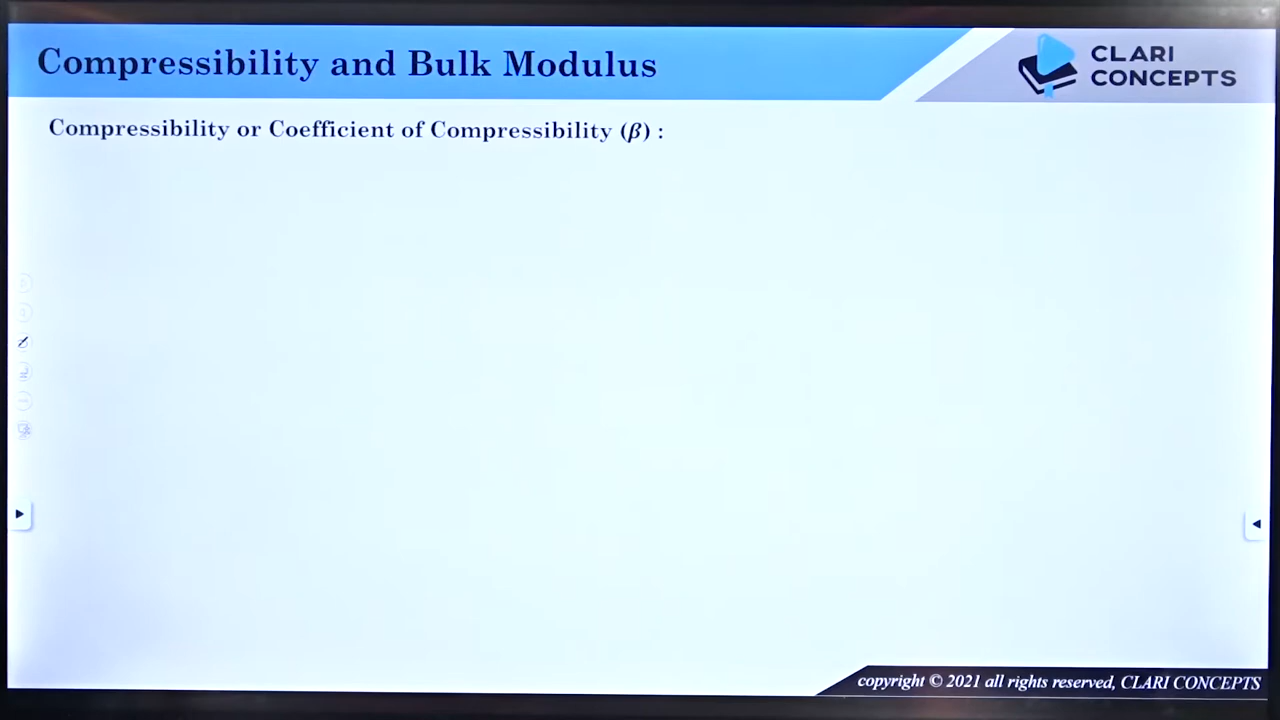 Compressibility and Bulk Modulus
CLARI
CONCEPTS
Compressibility or Coefficient of Compressibility (β) :
copyright © 2021 all rights reserved, CLARI CONCEPTS